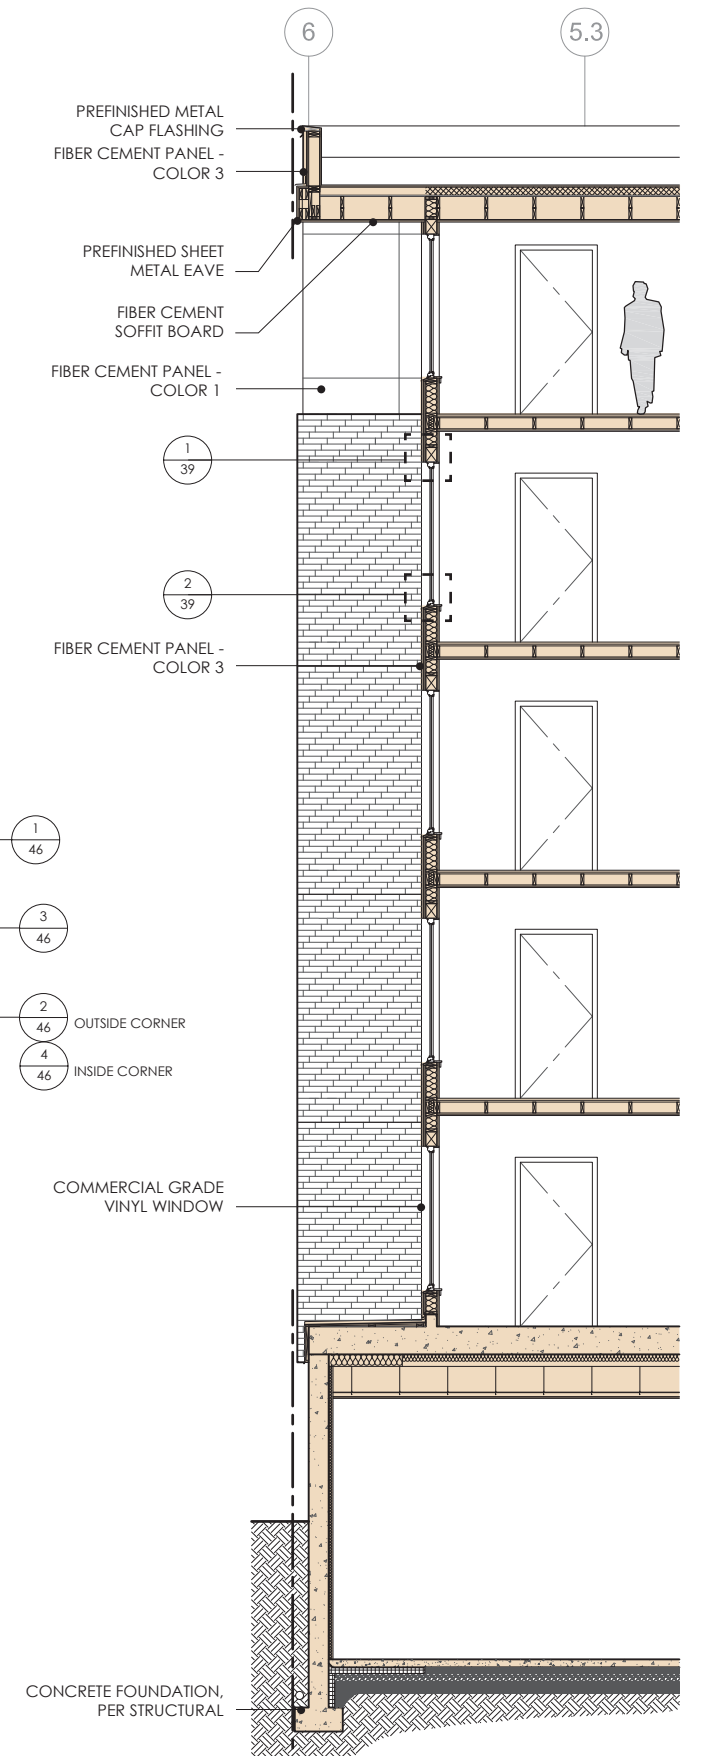 6
5.3
PREFINISHED METAL
CAP FLASHING
FIBER CEMENT PANEL -
COLOR 3
PREFINISHED SHEET
METAL EAVE
FIBER CEMENT
SOFFIT BOARD
FIBER CEMENT PANEL -
COLOR 1
1
39
2
39
FIBER CEMENT PANEL -
COLOR 3
1
46
3
46
2
46 OUTSIDE CORNER
4
46 INSIDE CORNER
COMMERCIAL GRADE
VINYL WINDOW
CONCRETE FOUNDATION,
PER STRUCTURAL